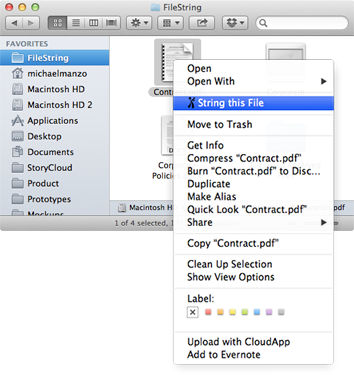 FileString
FAVORITES
FileString
michaelmanzo
Macintosh HD
Macintosh HD 2
Applications
Desktop
Documents
StoryCloud
Product
Prototypes
Mockups
Cont
Corp
Policies
Macintosh H
pdf
1 of 4 selected,
Open
Open With
String this File
Move to Trash
Get Info
Compress "Contract.pdf"
Burn "Contract.pdf" to Disc...
Duplicate
Make Alias
Quick Look "Contract.pdf"
Share
Copy "Contract.pdf"
Clean Up Selection
Show View Options
Label:
Upload with CloudApp
Add to Evernote